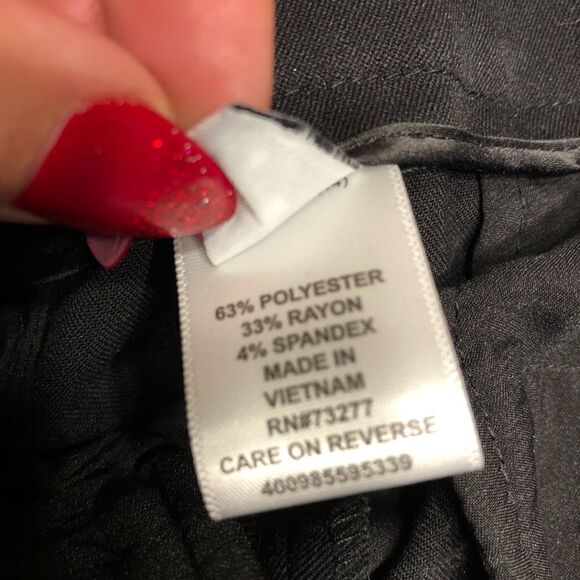 63% POLYESTER
33% RAYON
4% SPANDEX
MADE IN
VIETNAM
RN#73277
CARE ON REVERSE
400985595339